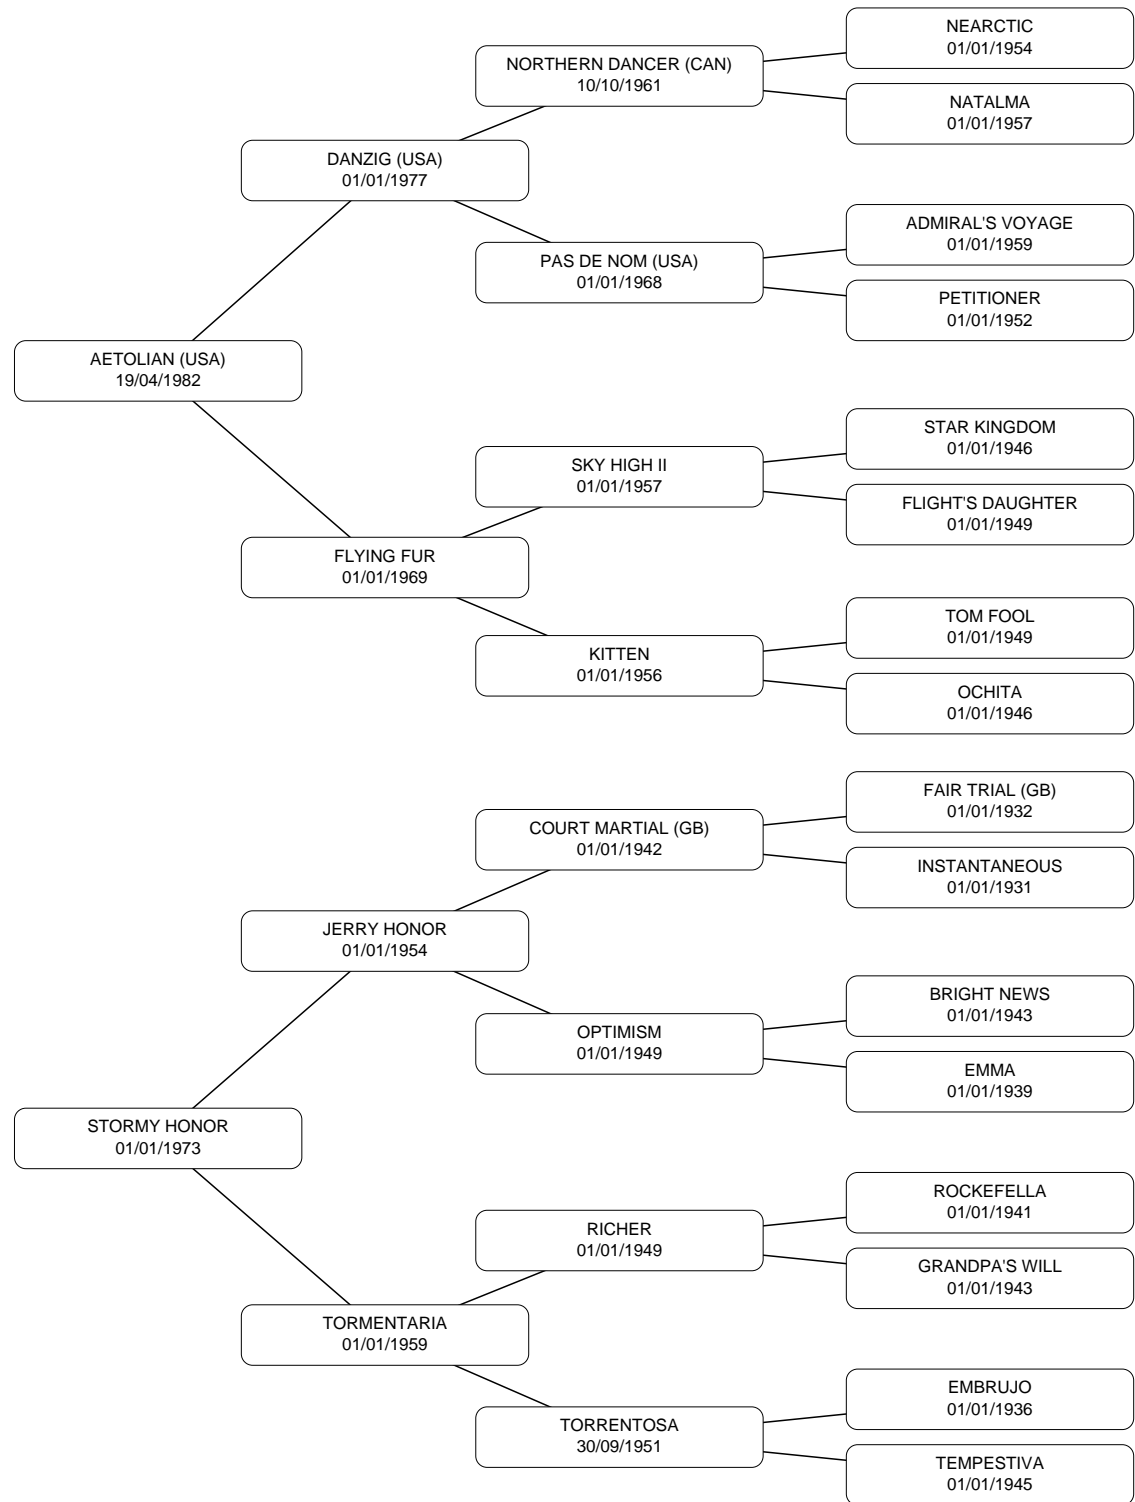 NEARCTIC
01/01/1954
NORTHERN DANCER (CAN)
10/10/1961
NATALMA
01/01/1957
DANZIG (USA)
01/01/1977
ADMIRAL'S VOYAGE
01/01/1959
PAS DE NOM (USA)
01/01/1968
PETITIONER
01/01/1952
AETOLIAN (USA)
19/04/1982
STAR KINGDOM
01/01/1946
SKY HIGH II
01/01/1957
FLIGHT'S DAUGHTER
01/01/1949
FLYING FUR
01/01/1969
TOM FOOL
01/01/1949
KITTEN
01/01/1956
OCHITA
01/01/1946
FAIR TRIAL (GB)
01/01/1932
COURT MARTIAL (GB)
01/01/1942
INSTANTANEOUS
01/01/1931
JERRY HONOR
01/01/1954
BRIGHT NEWS
01/01/1943
OPTIMISM
01/01/1949
EMMA
01/01/1939
STORMY HONOR
01/01/1973
ROCKEFELLA
01/01/1941
RICHER
01/01/1949
GRANDPA'S WILL
01/01/1943
TORMENTARIA
01/01/1959
EMBRUJO
01/01/1936
TORRENTOSA
30/09/1951
TEMPESTIVA
01/01/1945